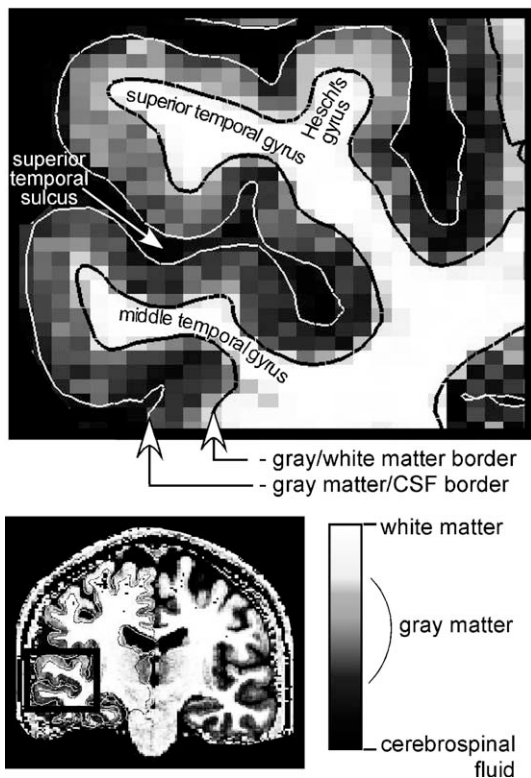 superior temporal gyrus
Heschls
gyrus
superior
temporal
sulcus
middle temporal gyrus
- gray/white matter border
- gray matter/CSF border
white matter
gray matter
cerebrospinal
fluid